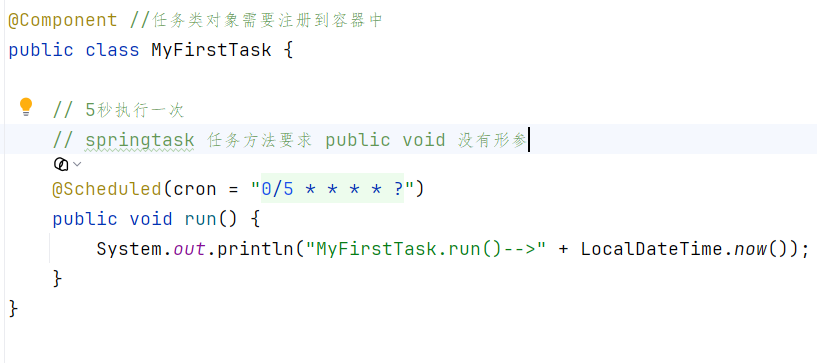 @Component //任务类对象需要注册到容器中
public class MyFirstTask {
// 5秒执行一次
// springtask 任务方法要求 public void 没有形参
@Scheduled(cron = "0/5 * * * * ?")
public void run() {
System.out.println("MyFirstTask.run()-->" + LocalDateTime.now());
}
}